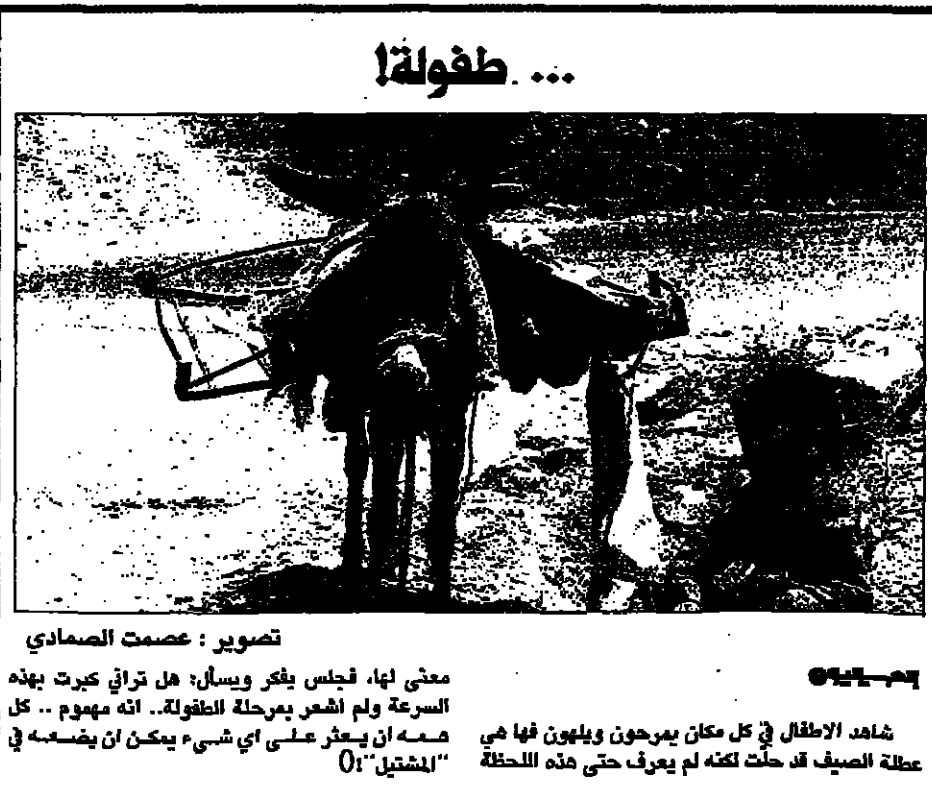 ... طفولة!
تصوير : عصمت الصمادي
شاهد الاطفال في كل مكان يمرحون ويلهون فها هي
عطلة الصيف قد حلّت لكنه لم يعرف حتى هذه اللحظة
معنى لها، فجلس يفكر ويسأل: هل تراني كبرت بهذه
السرعة ولم اشعر بمرحلة الطفولة.. انه مهموم .. كل
همه ان يعثر على اي شيء يمكن ان يضعه في
"المشتيل"!()